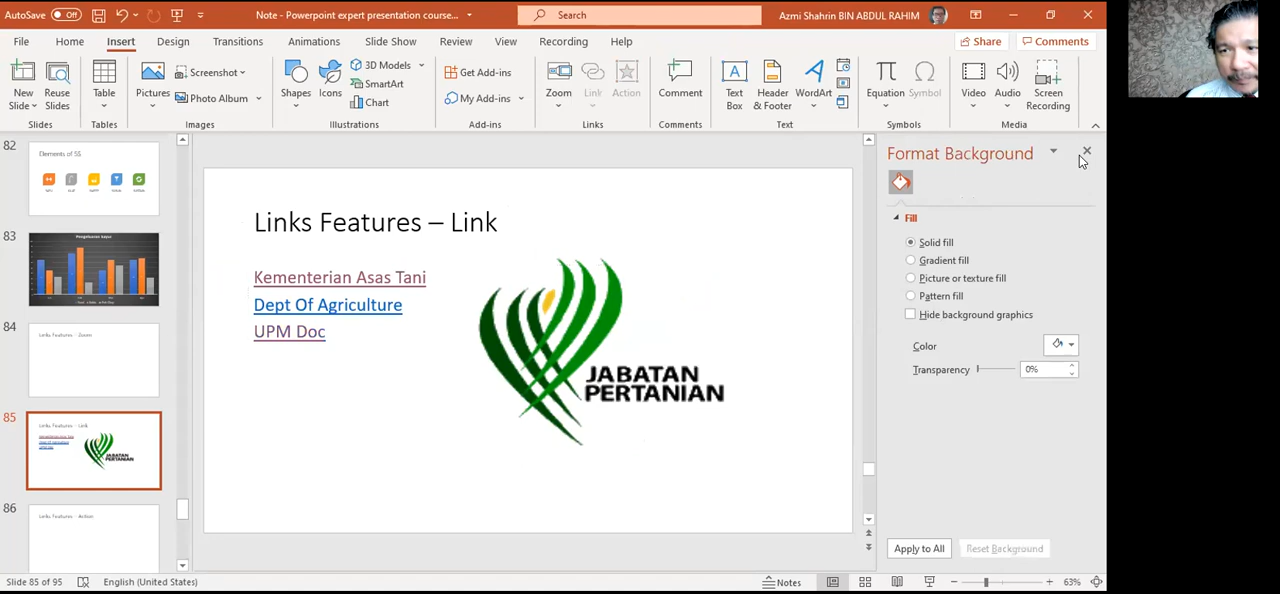 AutoSave Off Note - Powerpoint expert presentation course... Search Azmi Shahrin BIN ABDUL RAHIM
File Home Insert Design Transitions Animations Slide Show Review View Recording Help Share Comments
New Slide Reuse Slides Table Pictures Screenshot Photo Album Shapes Icons 3D Models SmartArt Chart Get Add-ins My Add-ins Zoom Link Action Comment Text Box Header & Footer WordArt Equation Symbol Video Audio Screen Recording
Slides Tables Images Illustrations Add-ins Links Comments Text Symbols Media
82
Elements of 5S
83
84
Links Features - Zoom
85
Links Features - Link
86
Links Features - Action
Links Features – Link
Kementerian Asas Tani
Dept Of Agriculture
UPM Doc
JABATAN
PERTANIAN
Format Background
Fill
Solid fill
Gradient fill
Picture or texture fill
Pattern fill
Hide background graphics
Color
Transparency 0%
Apply to All Reset Background
Slide 85 of 95 English (United States) Notes 63%